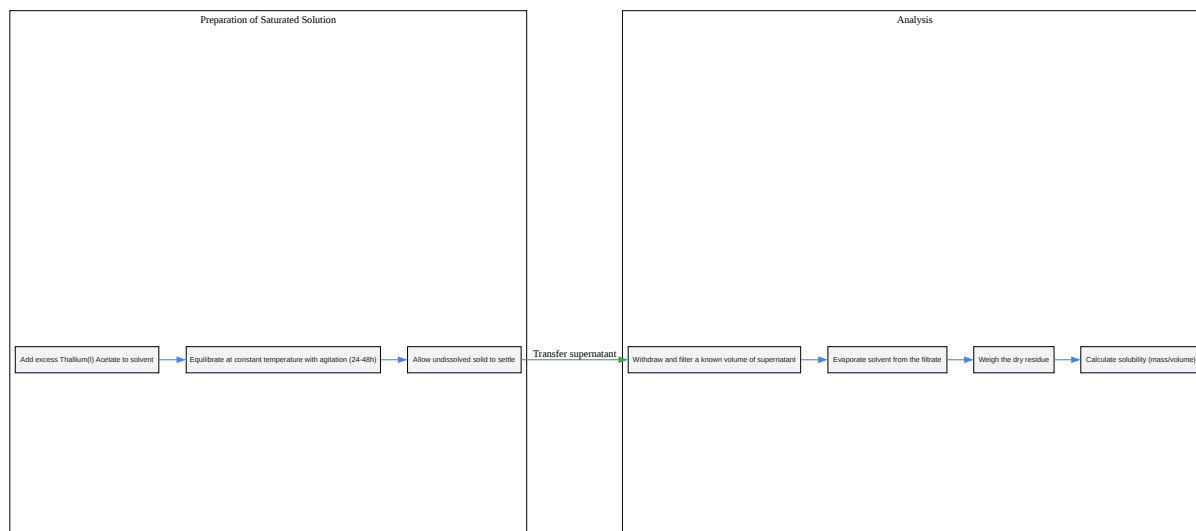 Preparation of Saturated Solution
Analysis
Add excess Thallium(I) Acetate to solvent
Equilibrate at constant temperature with agitation (24-48h)
Allow undissolved solid to settle
Transfer supernatant
Withdraw and filter a known volume of supernatant
Evaporate solvent from the filtrate
Weigh the dry residue
Calculate solubility (mass/volume)